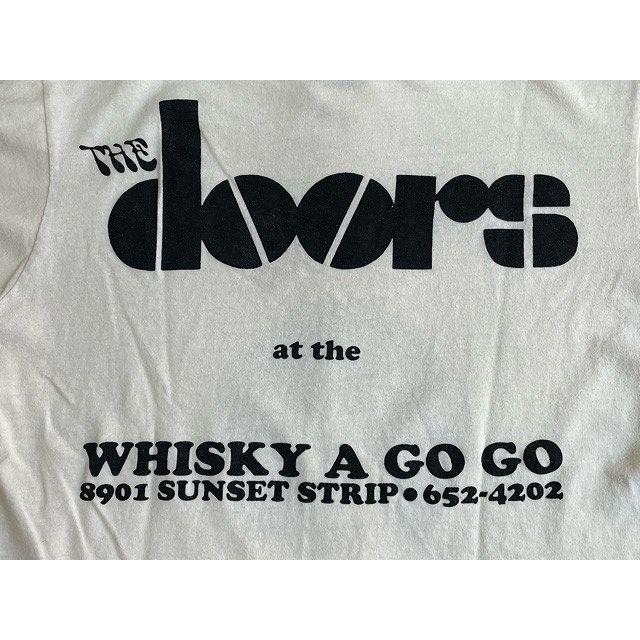 THE doors
at the
WHISKY A GO GO
8901 SUNSET STRIP • 652-4202